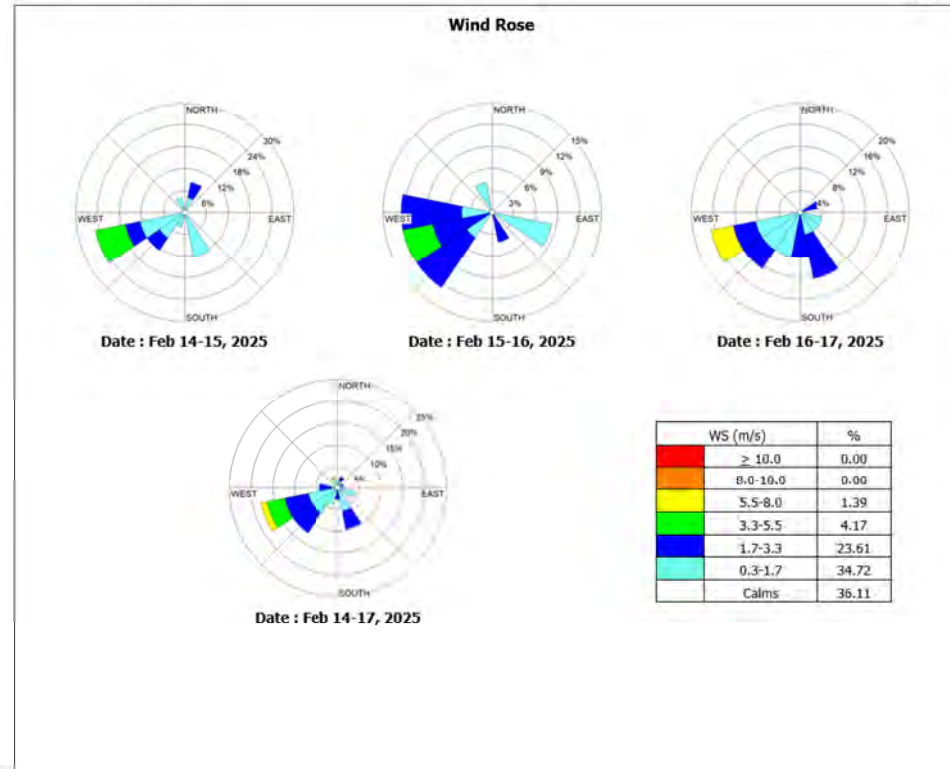 Wind Rose
NORTH
30%
24%
18%
12%
6%
WEST
EAST
SOUTH
Date : Feb 14-15, 2025
NORTH
15%
12%
9%
6%
3%
WEST
EAST
SOUTH
Date : Feb 15-16, 2025
NORTH
20%
16%
12%
8%
4%
WEST
EAST
SOUTH
Date : Feb 16-17, 2025
NORTH
25%
20%
15%
10%
WEST
EAST
SOUTH
Date : Feb 14-17, 2025
WS (m/s) %
≥ 10.0 0.00
8.0-10.0 0.00
5.5-8.0 1.39
3.3-5.5 4.17
1.7-3.3 23.61
0.3-1.7 34.72
Calms 36.11